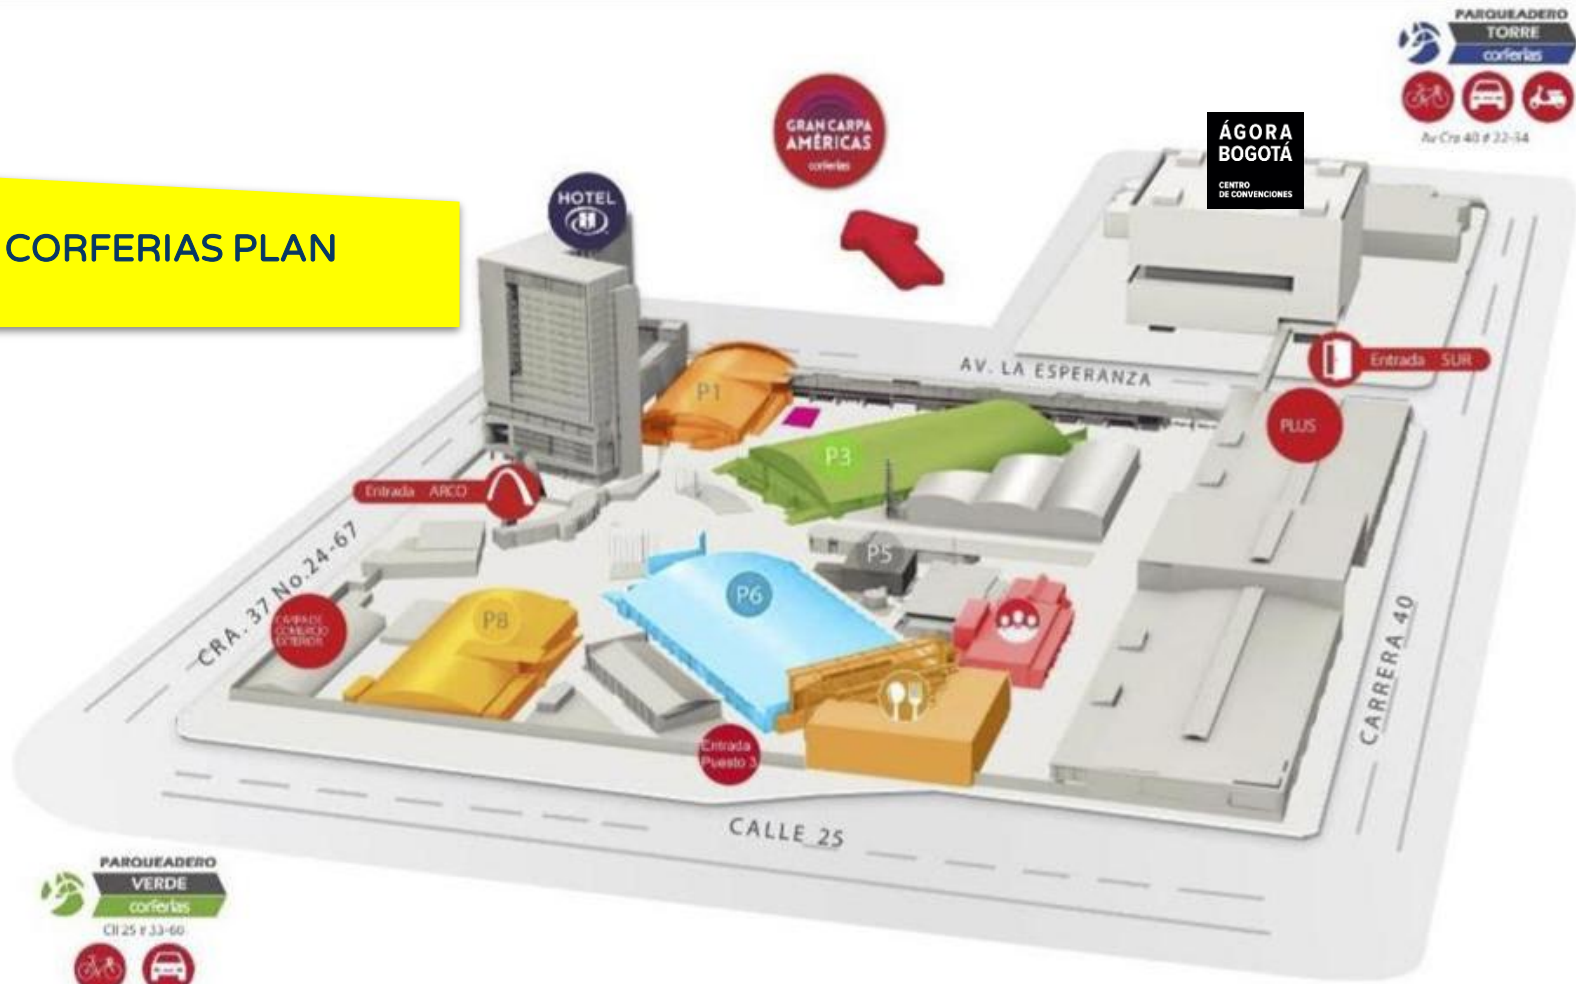 PARQUEADERO
TORRE
corferias
Av Cra 40 # 22-34
GRAN CARPA
AMÉRICAS
corferias
ÁGORA
BOGOTÁ
CENTRO
DE CONVENCIONES
HOTEL
H
CORFERIAS PLAN
AV. LA ESPERANZA
Entrada SUR
P1
PLUS
P3
Entrada ARCO
P5
CRA. 37 No.24-67
P6
P8
COMERCIO
EXTERIOR
CARRERA 40
Entrada
Puesto 3
CALLE 25
PARQUEADERO
VERDE
corferias
Cll 25 # 33-60